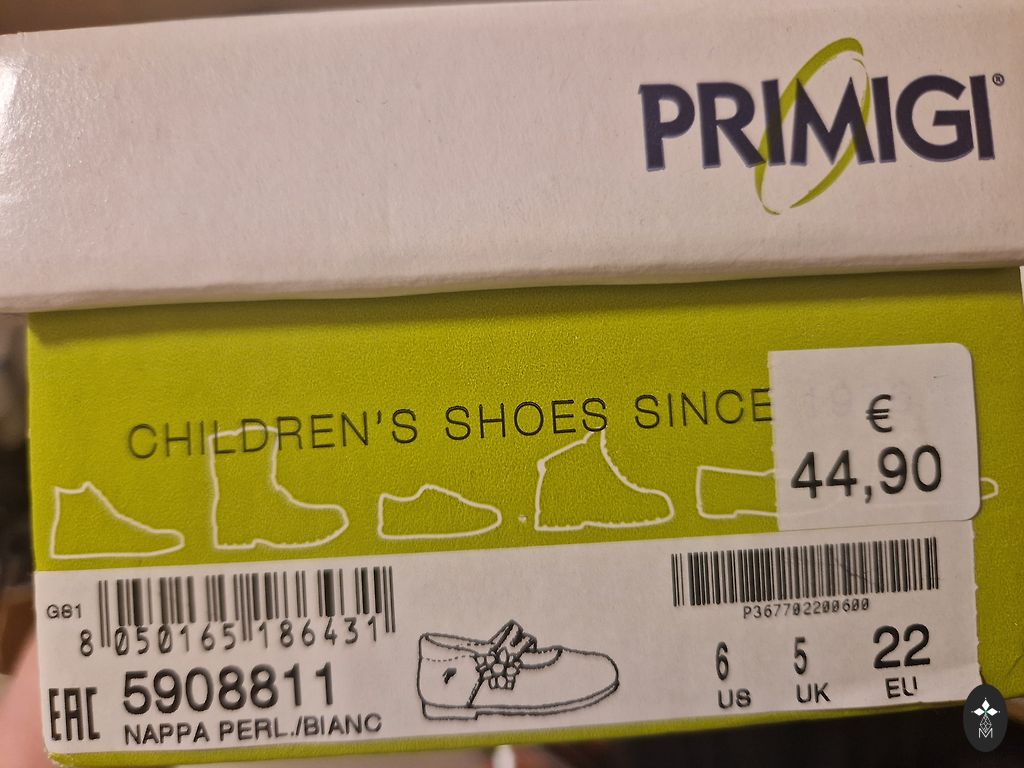 PRIMIGI®
CHILDREN'S SHOES SINCE
€
44,90
G81
8 050165 186431
P367702200600
5908811
NAPPA PERL./BIANC
EAC
6 5 22
US UK EU
M